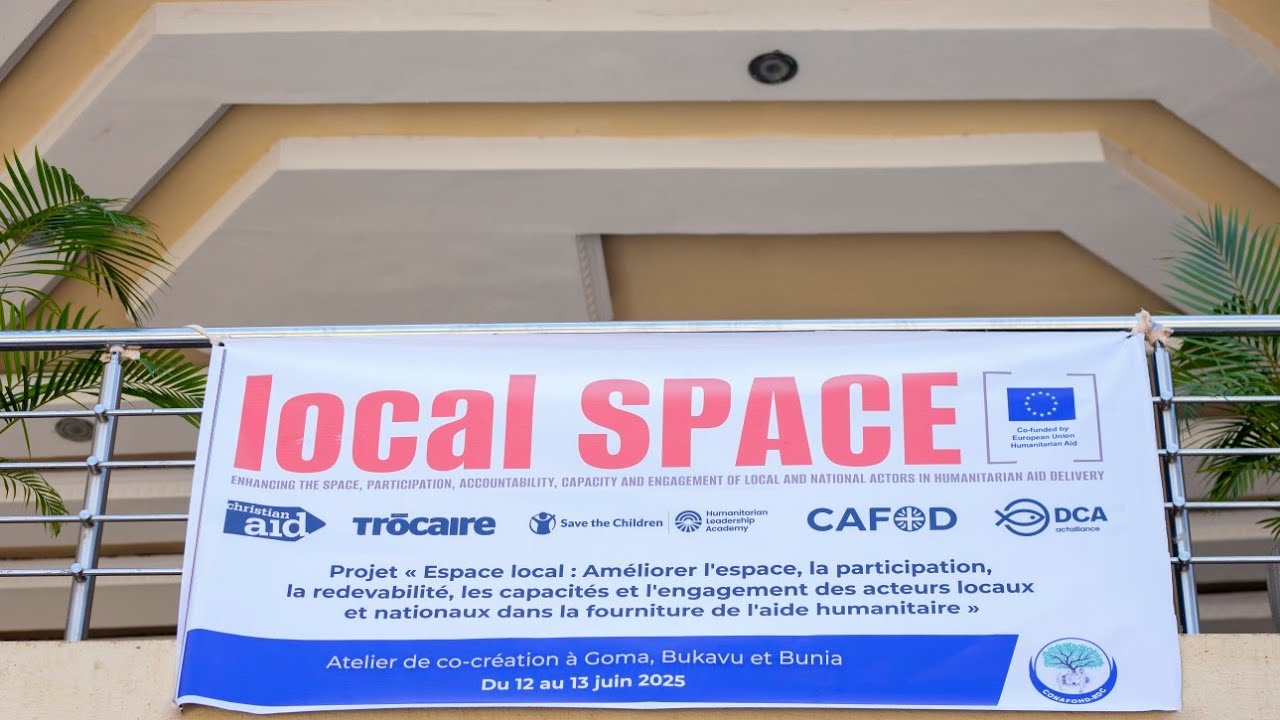 local SPACE
Co-funded by
European Union
Humanitarian Aid
ENHANCING THE SPACE, PARTICIPATION, ACCOUNTABILITY, CAPACITY AND ENGAGEMENT OF LOCAL AND NATIONAL ACTORS IN HUMANITARIAN AID DELIVERY
christian
aid
TRŌCAIRE
Save the Children
Humanitarian
Leadership
Academy
CAFOD
DCA
actalliance
Projet « Espace local : Améliorer l'espace, la participation,
la redevabilité, les capacités et l'engagement des acteurs locaux
et nationaux dans la fourniture de l'aide humanitaire »
Atelier de co-création à Goma, Bukavu et Bunia
Du 12 au 13 juin 2025
CONAFOHD-RDC